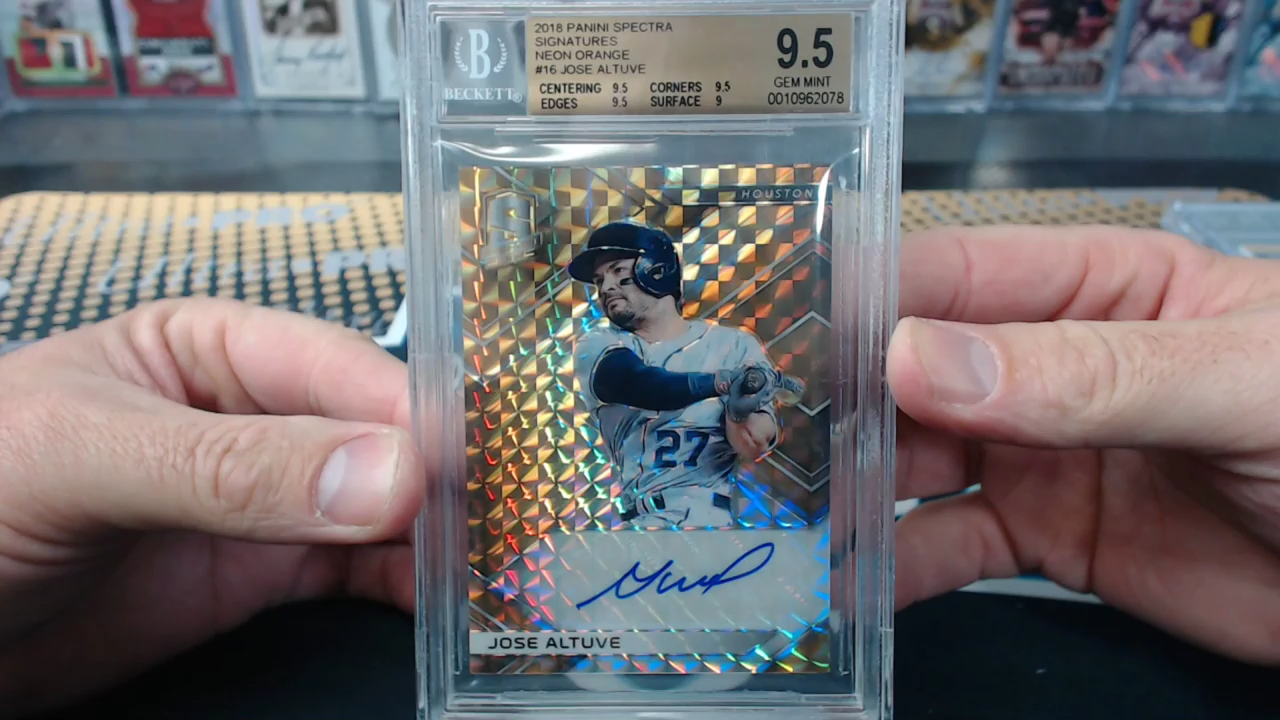 2018 PANINI SPECTRA
SIGNATURES
NEON ORANGE
#16 JOSE ALTUVE
B
BECKETT®
CENTERING 9.5 CORNERS 9.5
EDGES 9.5 SURFACE 9
9.5
GEM MINT
0010962078
HOUSTON
S
27
JOSE ALTUVE